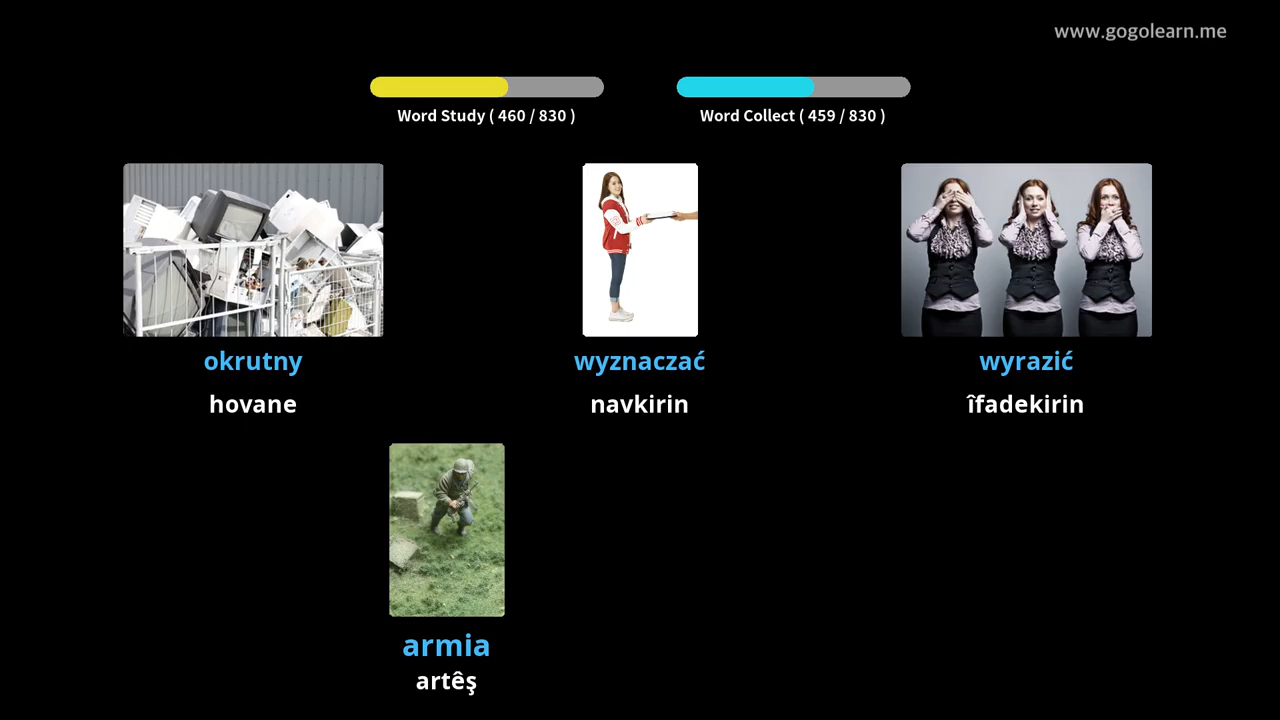 www.gogolearn.me
Word Study ( 460 / 830 )
Word Collect ( 459 / 830 )
okrutny
hovane
wyznaczać
navkirin
wyrazić
îfadekirin
armia
artêş